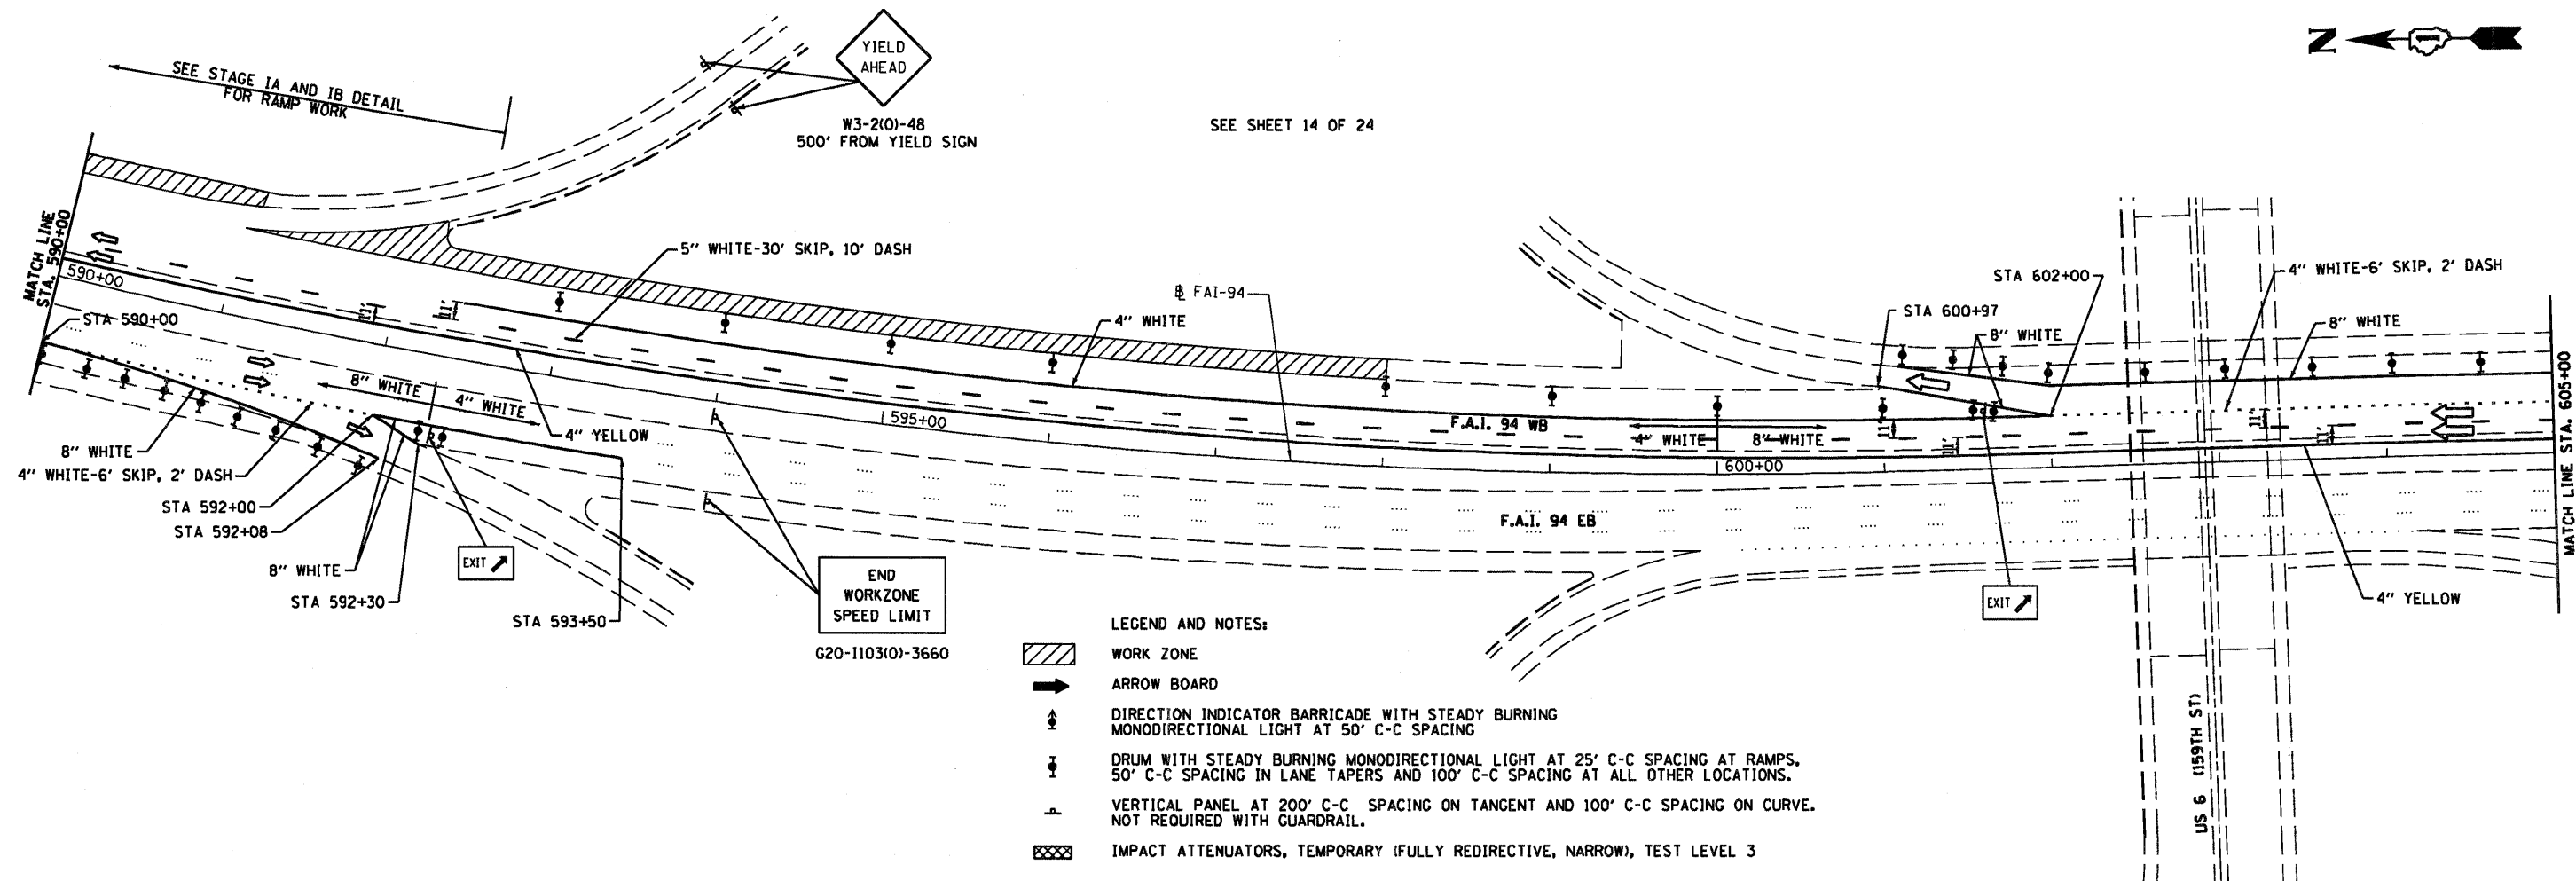 SEE STAGE IA AND IB DETAIL
FOR RAMP WORK
YIELD
AHEAD
W3-2(O)-48
500' FROM YIELD SIGN
SEE SHEET 14 OF 24
N
MATCH LINE
STA. 590+00
590+00
STA 590+00
11'
11'
5" WHITE-30' SKIP, 10' DASH
℄ FAI-94
4" WHITE
STA 602+00
4" WHITE-6' SKIP, 2' DASH
STA 600+97
8" WHITE
8" WHITE
MATCH LINE STA. 605+00
8" WHITE
4" WHITE
4" YELLOW
595+00
F.A.I. 94 WB
4" WHITE
8" WHITE
11'
11'
11'
11'
600+00
F.A.I. 94 EB
8" WHITE
4" WHITE-6' SKIP, 2' DASH
STA 592+00
STA 592+08
8" WHITE
STA 592+30
EXIT
STA 593+50
END
WORKZONE
SPEED LIMIT
G20-I103(O)-3660
EXIT
4" YELLOW
US 6 (159TH ST)
LEGEND AND NOTES:
WORK ZONE
ARROW BOARD
DIRECTION INDICATOR BARRICADE WITH STEADY BURNING
MONODIRECTIONAL LIGHT AT 50' C-C SPACING
DRUM WITH STEADY BURNING MONODIRECTIONAL LIGHT AT 25' C-C SPACING AT RAMPS,
50' C-C SPACING IN LANE TAPERS AND 100' C-C SPACING AT ALL OTHER LOCATIONS.
VERTICAL PANEL AT 200' C-C SPACING ON TANGENT AND 100' C-C SPACING ON CURVE.
NOT REQUIRED WITH GUARDRAIL.
IMPACT ATTENUATORS, TEMPORARY (FULLY REDIRECTIVE, NARROW), TEST LEVEL 3